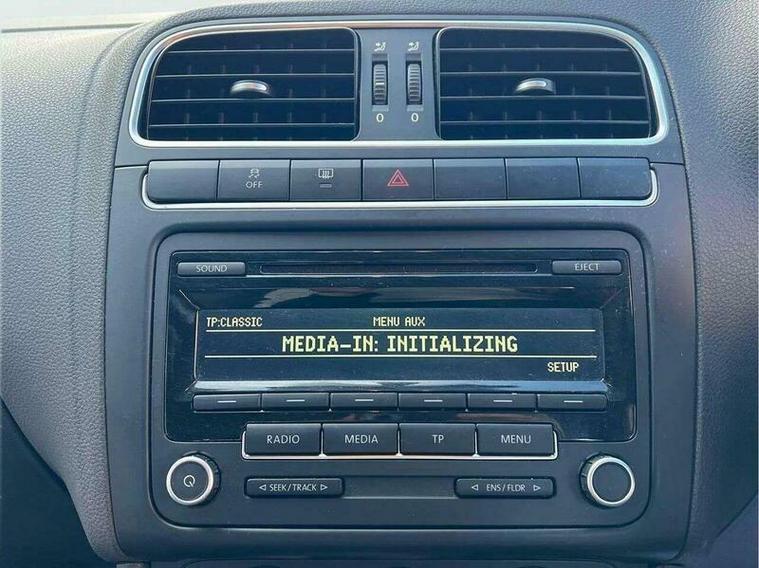 0 0
OFF
SOUND EJECT
TP:CLASSIC MENU AUX
MEDIA-IN: INITIALIZING
SETUP
RADIO MEDIA TP MENU
◁ SEEK/TRACK ▷ ◁ ENS/FLDR ▷